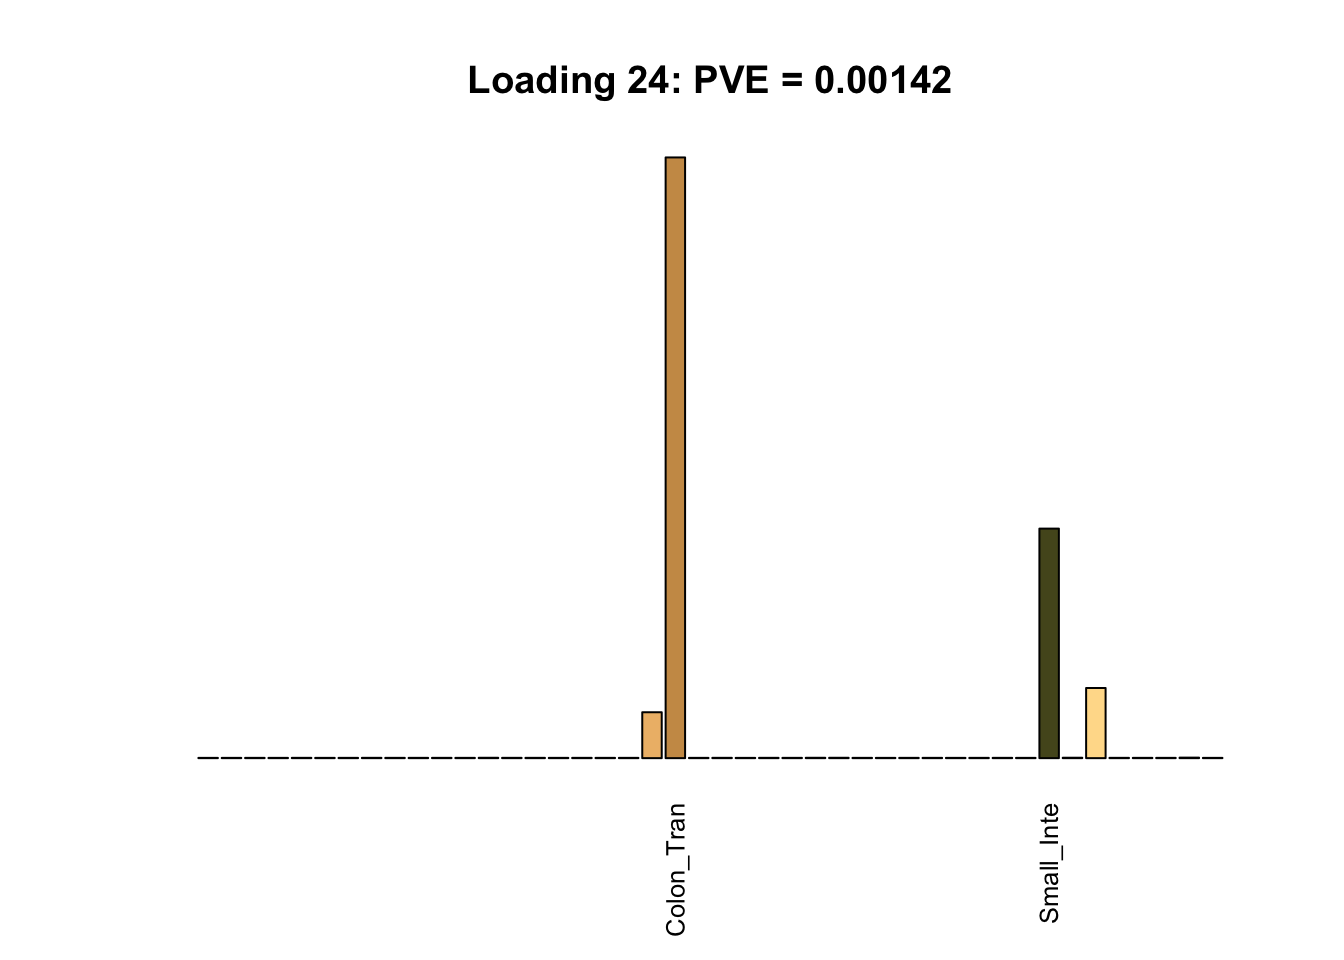 Loading 24: PVE = 0.00142
Colon_Tran
Small_Inte